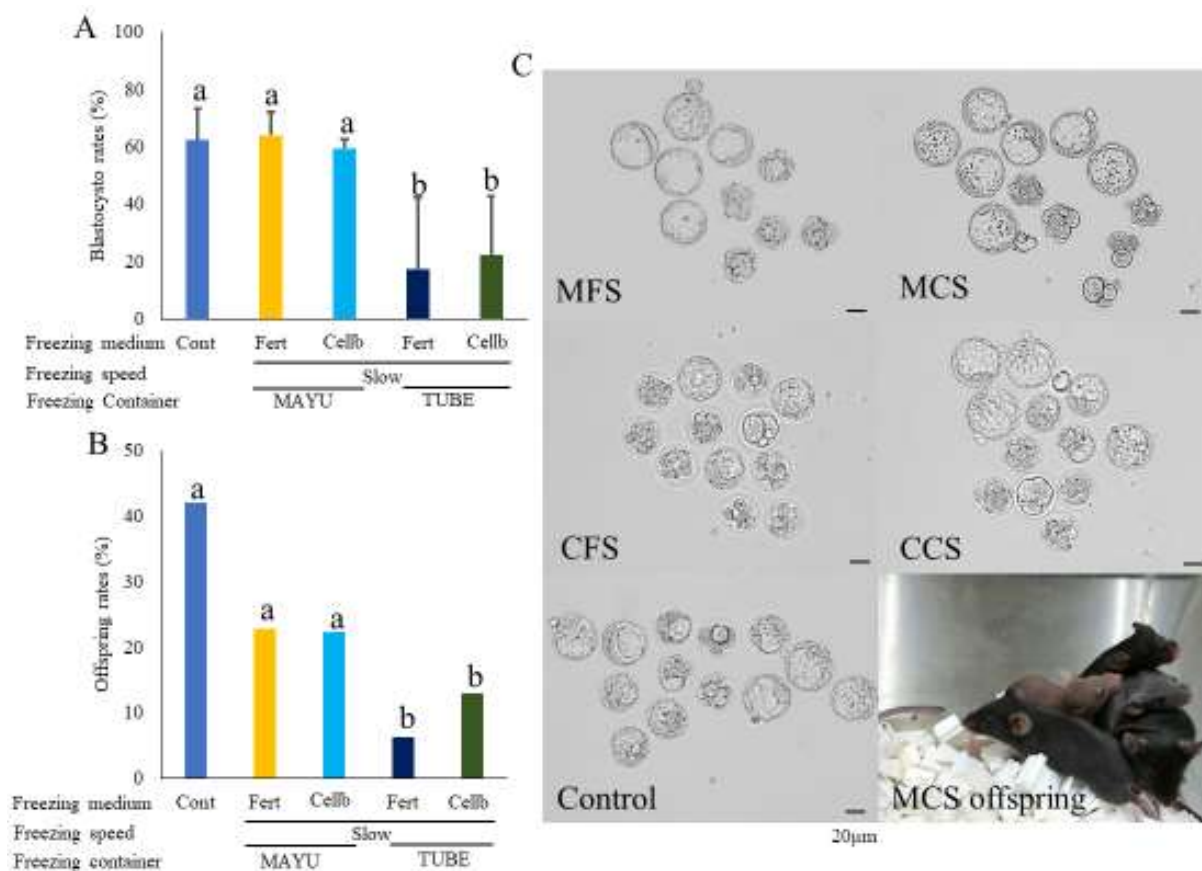 A
100
80
60
40
20
0
Blastocysto rates (%)
a
a
a
b
b
Freezing medium Cont Fert Cellb Fert Cellb
Freezing speed Slow
Freezing Container MAYU TUBE
B
50
40
30
20
10
0
Offspring rates (%)
a
a
a
b
b
Freezing medium Cont Fert Cellb Fert Cellb
Freezing speed Slow
Freezing container MAYU TUBE
C
MFS MCS
CFS CCS
Control MCS offspring
20μm